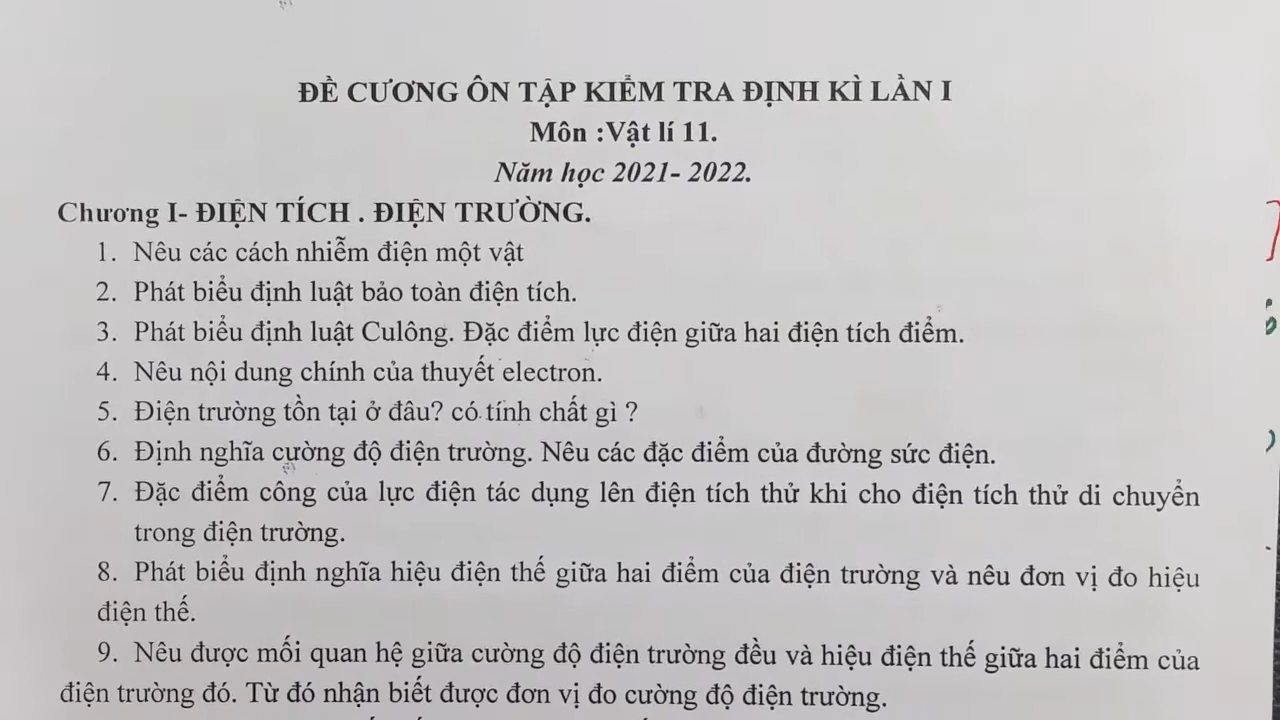 ĐỀ CƯƠNG ÔN TẬP KIỂM TRA ĐỊNH KÌ LẦN I
Môn :Vật lí 11.
Năm học 2021- 2022.
Chương I- ĐIỆN TÍCH . ĐIỆN TRƯỜNG.
1. Nêu các cách nhiễm điện một vật
2. Phát biểu định luật bảo toàn điện tích.
3. Phát biểu định luật Culông. Đặc điểm lực điện giữa hai điện tích điểm.
4. Nêu nội dung chính của thuyết electron.
5. Điện trường tồn tại ở đâu? có tính chất gì ?
6. Định nghĩa cường độ điện trường. Nêu các đặc điểm của đường sức điện.
7. Đặc điểm công của lực điện tác dụng lên điện tích thử khi cho điện tích thử di chuyển
trong điện trường.
8. Phát biểu định nghĩa hiệu điện thế giữa hai điểm của điện trường và nêu đơn vị đo hiệu
điện thế.
9. Nêu được mối quan hệ giữa cường độ điện trường đều và hiệu điện thế giữa hai điểm của
điện trường đó. Từ đó nhận biết được đơn vị đo cường độ điện trường.